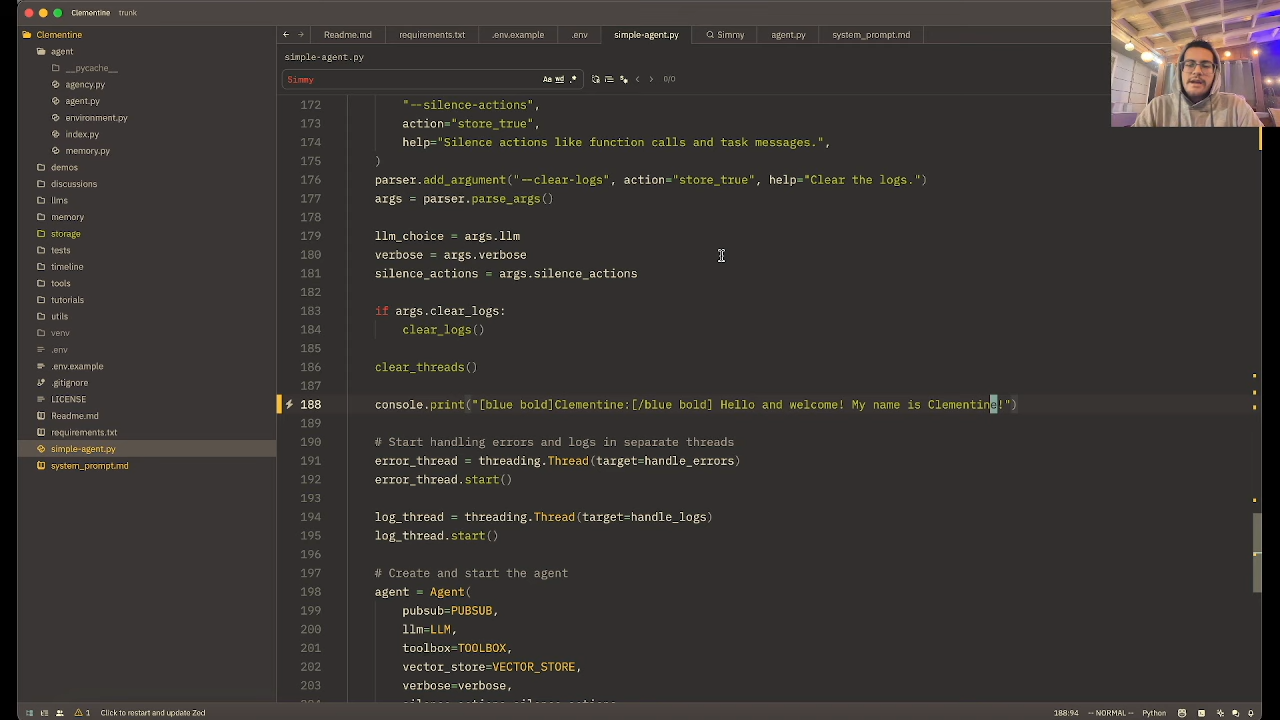 Clementine trunk
Clementine
agent
__pycache__
agency.py
agent.py
environment.py
index.py
memory.py
demos
discussions
llms
memory
storage
tests
timeline
tools
tutorials
utils
venv
.env
.env.example
.gitignore
LICENSE
Readme.md
requirements.txt
simple-agent.py
system_prompt.md
Readme.md requirements.txt .env.example .env simple-agent.py Simmy agent.py system_prompt.md
simple-agent.py
Simmy Aa wd .* 0/0
172 "--silence-actions",
173 action="store_true",
174 help="Silence actions like function calls and task messages.",
175 )
176 parser.add_argument("--clear-logs", action="store_true", help="Clear the logs.")
177 args = parser.parse_args()
178
179 llm_choice = args.llm
180 verbose = args.verbose
181 silence_actions = args.silence_actions
182
183 if args.clear_logs:
184 clear_logs()
185
186 clear_threads()
187
188 console.print("[blue bold]Clementine:[/blue bold] Hello and welcome! My name is Clementine!")
189
190 # Start handling errors and logs in separate threads
191 error_thread = threading.Thread(target=handle_errors)
192 error_thread.start()
193
194 log_thread = threading.Thread(target=handle_logs)
195 log_thread.start()
196
197 # Create and start the agent
198 agent = Agent(
199 pubsub=PUBSUB,
200 llm=LLM,
201 toolbox=TOOLBOX,
202 vector_store=VECTOR_STORE,
203 verbose=verbose,
1 Click to restart and update Zed 188:94 -- NORMAL -- Python